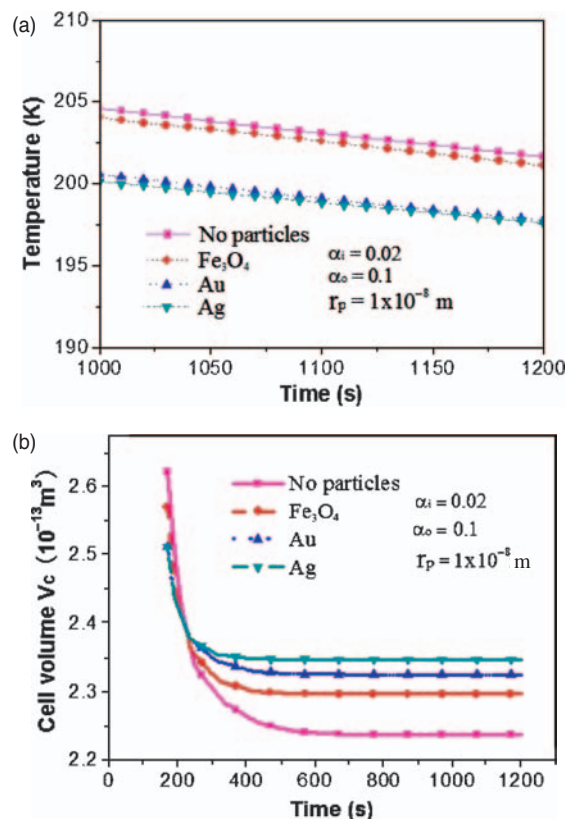 (a)
210
205
200
195
190
Temperature (K)
No particles
Fe₃O₄
Au
Ag
αᵢ = 0.02
αₒ = 0.1
rₚ = 1x10⁻⁸ m
1000 1050 1100 1150 1200
Time (s)
(b)
2.6
2.5
2.4
2.3
2.2
Cell volume Vc (10⁻¹³m³)
No particles
Fe₃O₄
Au
Ag
αᵢ = 0.02
αₒ = 0.1
rₚ = 1x10⁻⁸ m
0 200 400 600 800 1000 1200
Time (s)